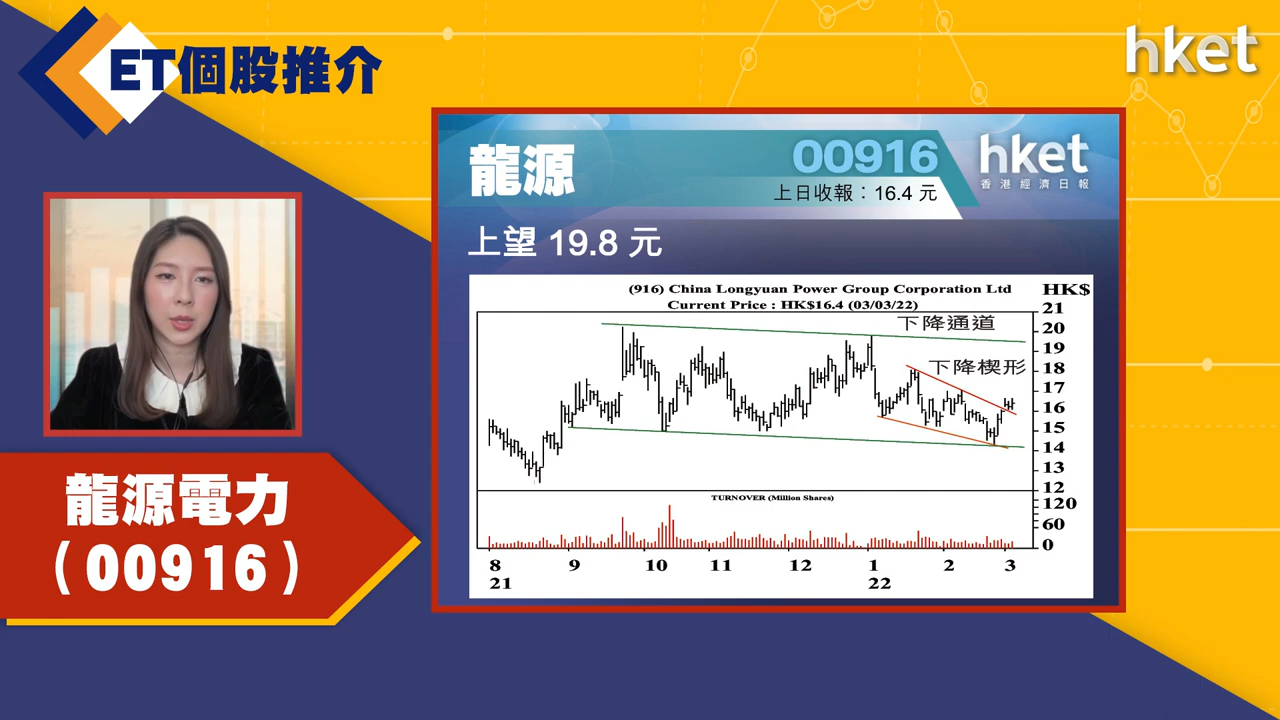 ET個股推介
hket
龍源
00916
hket
香港經濟日報
上日收報：16.4 元
上望 19.8 元
(916) China Longyuan Power Group Corporation Ltd
HK$
Current Price : HK$16.4 (03/03/22)
21
下降通道
20
19
下降楔形
18
17
16
15
14
13
12
TURNOVER (Million Shares)
120
60
0
8 9 10 11 12 1 2 3
21 22
龍源電力
（00916）